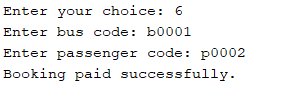 Enter your choice: 6
Enter bus code: b0001
Enter passenger code: p0002
Booking paid successfully.